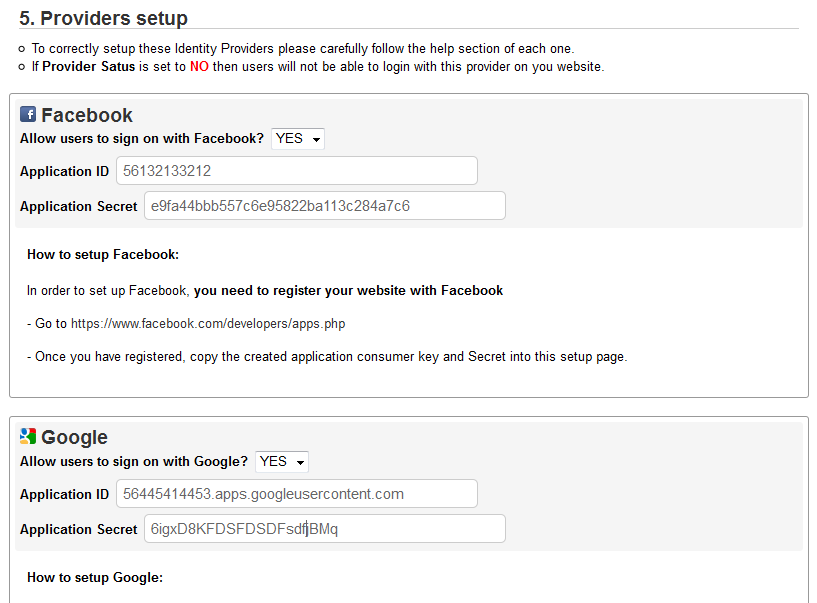 5. Providers setup
To correctly setup these Identity Providers please carefully follow the help section of each one.
If Provider Satus is set to NO then users will not be able to login with this provider on you website.
Facebook
Allow users to sign on with Facebook? YES
Application ID 56132133212
Application Secret e9fa44bbb557c6e95822ba113c284a7c6
How to setup Facebook:
In order to set up Facebook, you need to register your website with Facebook
- Go to https://www.facebook.com/developers/apps.php
- Once you have registered, copy the created application consumer key and Secret into this setup page.
Google
Allow users to sign on with Google? YES
Application ID 56445414453.apps.googleusercontent.com
Application Secret 6igxD8KFDSFDSDFsdfjBMq
How to setup Google: